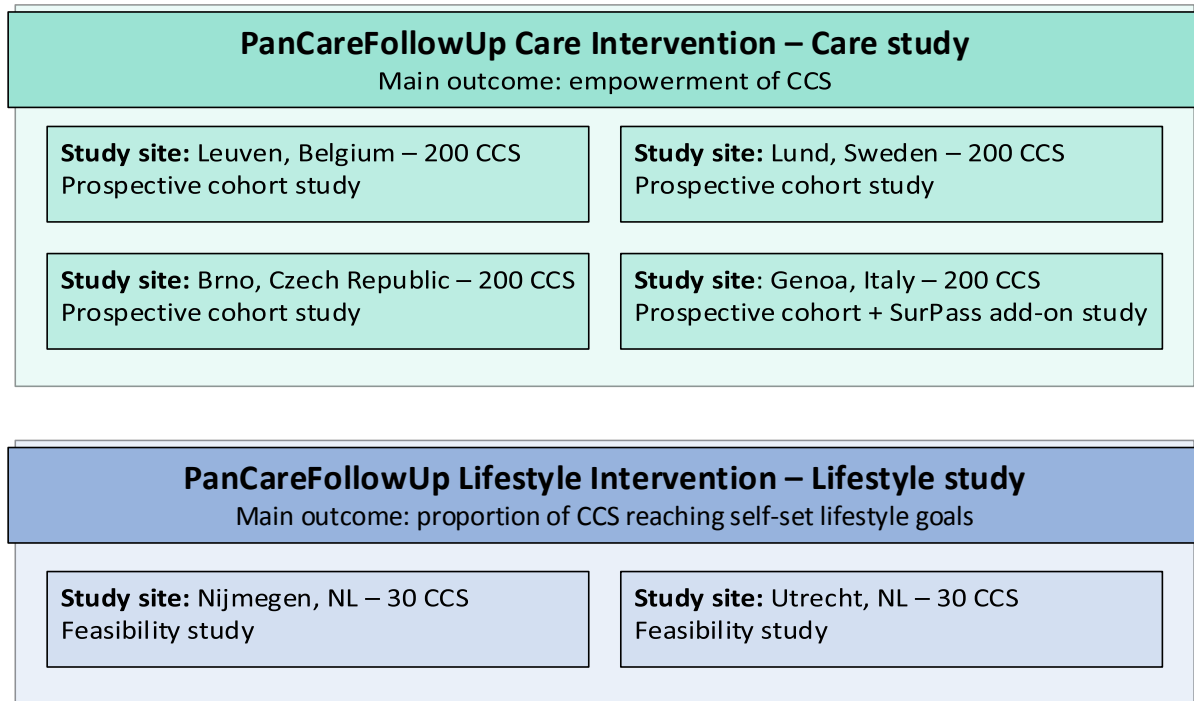 PanCareFollowUp Care Intervention – Care study
Main outcome: empowerment of CCS
Study site: Leuven, Belgium – 200 CCS
Prospective cohort study
Study site: Lund, Sweden – 200 CCS
Prospective cohort study
Study site: Brno, Czech Republic – 200 CCS
Prospective cohort study
Study site: Genoa, Italy – 200 CCS
Prospective cohort + SurPass add-on study
PanCareFollowUp Lifestyle Intervention – Lifestyle study
Main outcome: proportion of CCS reaching self-set lifestyle goals
Study site: Nijmegen, NL – 30 CCS
Feasibility study
Study site: Utrecht, NL – 30 CCS
Feasibility study